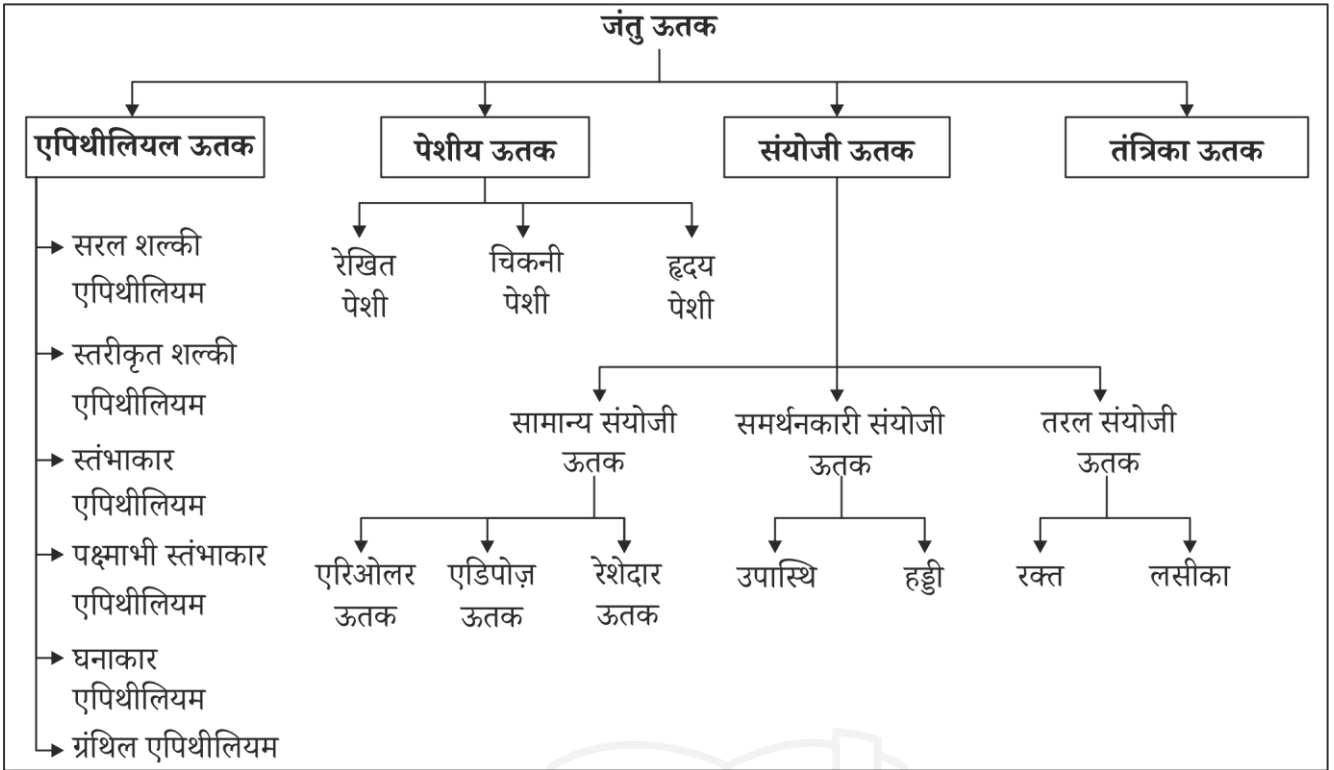 जंतु ऊतक
एपिथीलियल ऊतक
पेशीय ऊतक
संयोजी ऊतक
तंत्रिका ऊतक
सरल शल्की
एपिथीलियम
स्तरीकृत शल्की
एपिथीलियम
स्तंभाकार
एपिथीलियम
पक्ष्माभी स्तंभाकार
एपिथीलियम
घनाकार
एपिथीलियम
ग्रंथिल एपिथीलियम
रेखित
पेशी
चिकनी
पेशी
हृदय
पेशी
सामान्य संयोजी
ऊतक
समर्थनकारी संयोजी
ऊतक
तरल संयोजी
ऊतक
एरिओलर
ऊतक
एडिपोज़
ऊतक
रेशेदार
ऊतक
उपास्थि
हड्डी
रक्त
लसीका